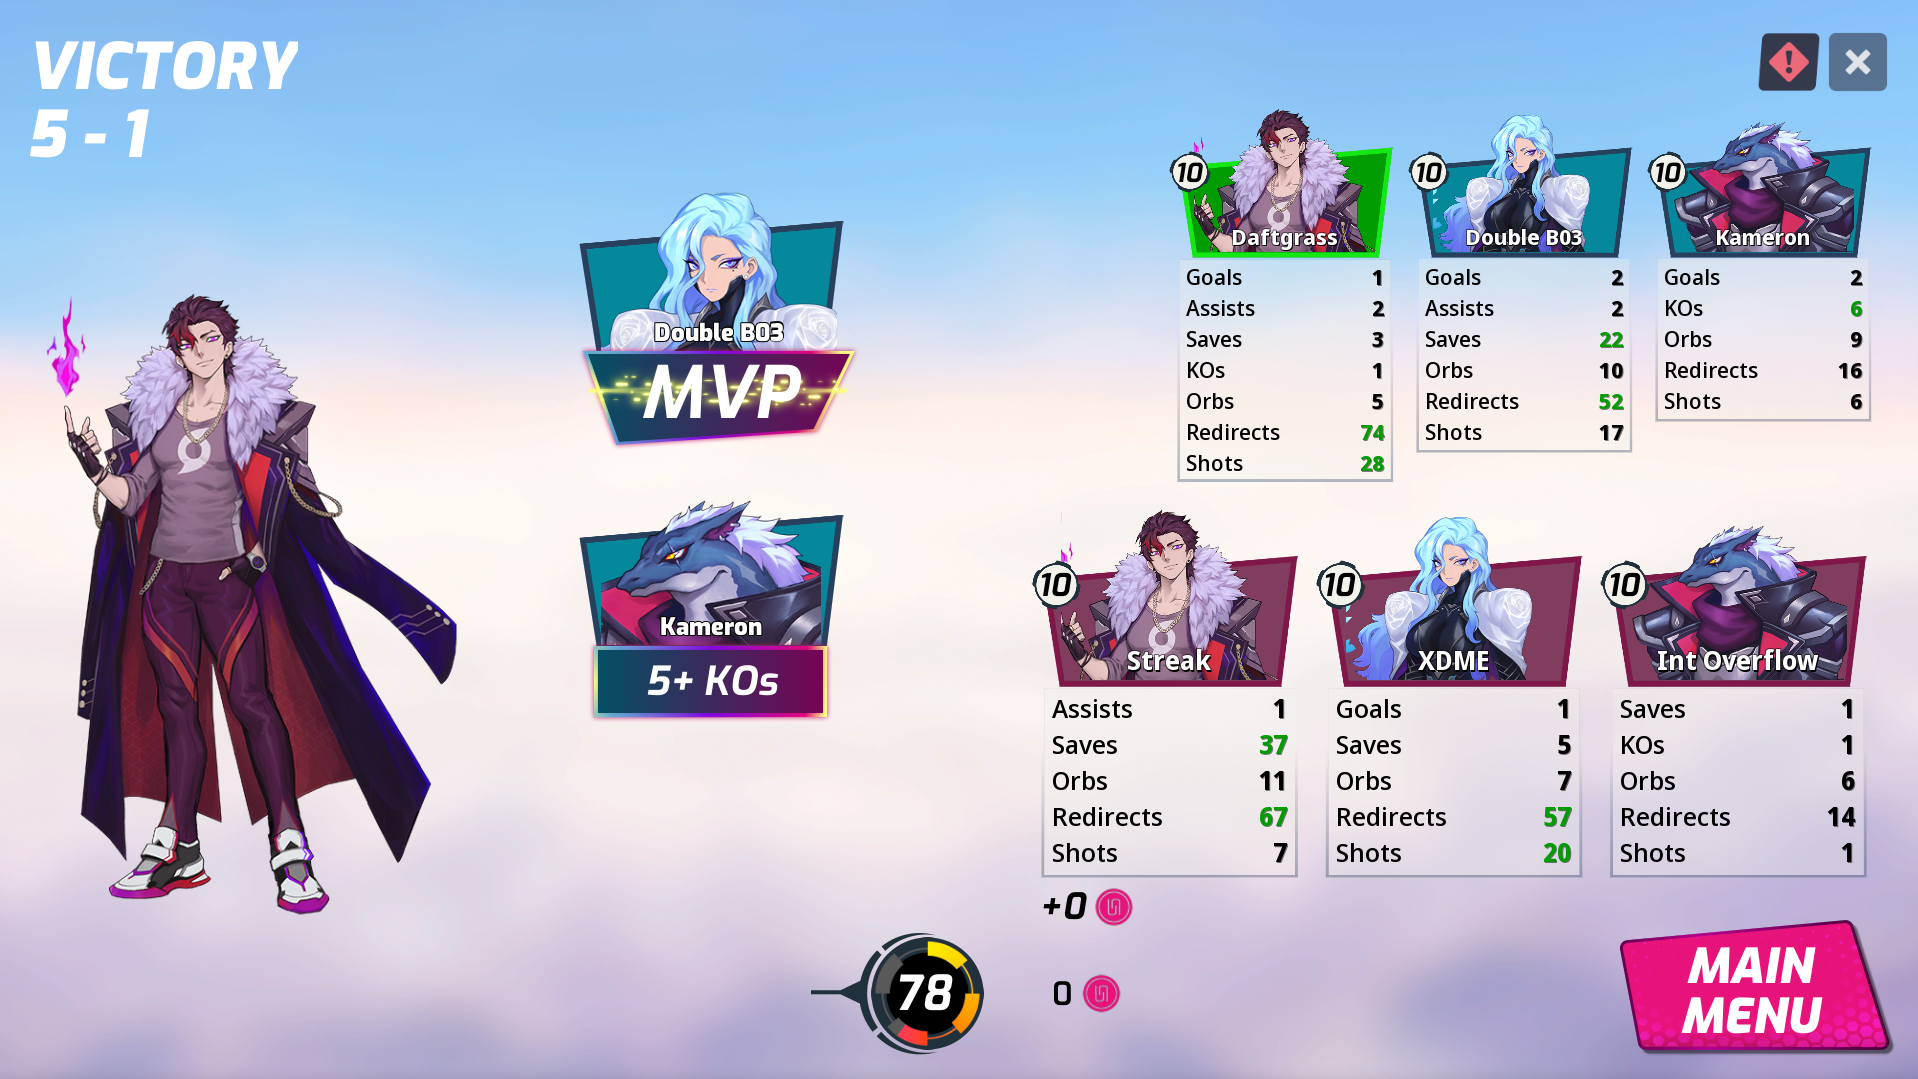 VICTORY
5 - 1
Double B03
MVP
Kameron
5+ KOs
10
Daftgrass
Goals 1
Assists 2
Saves 3
KOs 1
Orbs 5
Redirects 74
Shots 28
10
Double B03
Goals 2
Assists 2
Saves 22
Orbs 10
Redirects 52
Shots 17
10
Kameron
Goals 2
KOs 6
Orbs 9
Redirects 16
Shots 6
10
Streak
Assists 1
Saves 37
Orbs 11
Redirects 67
Shots 7
10
XDME
Goals 1
Saves 5
Orbs 7
Redirects 57
Shots 20
10
Int Overflow
Saves 1
KOs 1
Orbs 6
Redirects 14
Shots 1
+0
78
0
MAIN
MENU